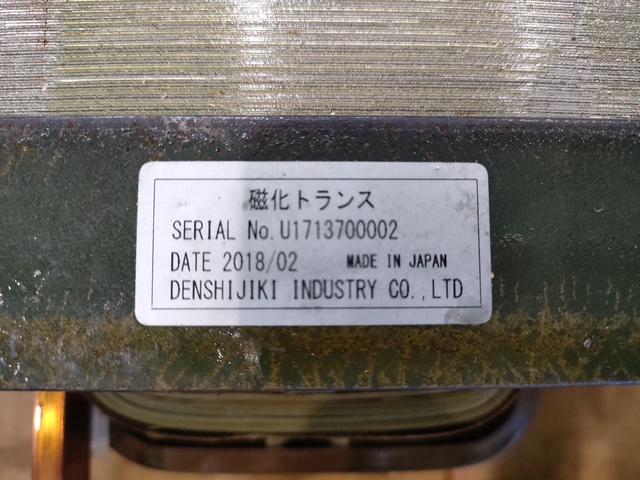 磁化トランス
SERIAL No.U1713700002
DATE 2018/02 MADE IN JAPAN
DENSHIJIKI INDUSTRY CO.,LTD